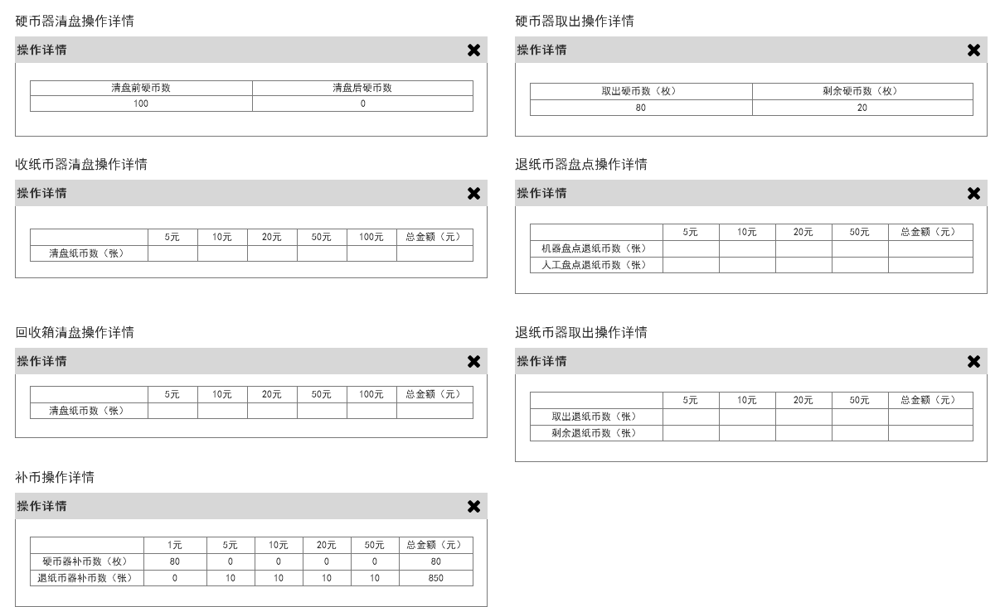 硬币器清盘操作详情
操作详情
清盘前硬币数 清盘后硬币数
100 0
硬币器取出操作详情
操作详情
取出硬币数（枚） 剩余硬币数（枚）
80 20
收纸币器清盘操作详情
操作详情
5元 10元 20元 50元 100元 总金额（元）
清盘纸币数（张）
退纸币器盘点操作详情
操作详情
5元 10元 20元 50元 总金额（元）
机器盘点退纸币数（张）
人工盘点退纸币数（张）
回收箱清盘操作详情
操作详情
5元 10元 20元 50元 100元 总金额（元）
清盘纸币数（张）
退纸币器取出操作详情
操作详情
5元 10元 20元 50元 总金额（元）
取出退纸币数（张）
剩余退纸币数（张）
补币操作详情
操作详情
1元 5元 10元 20元 50元 总金额（元）
硬币器补币数（枚） 80 0 0 0 0 80
退纸币器补币数（张） 0 10 10 10 10 850